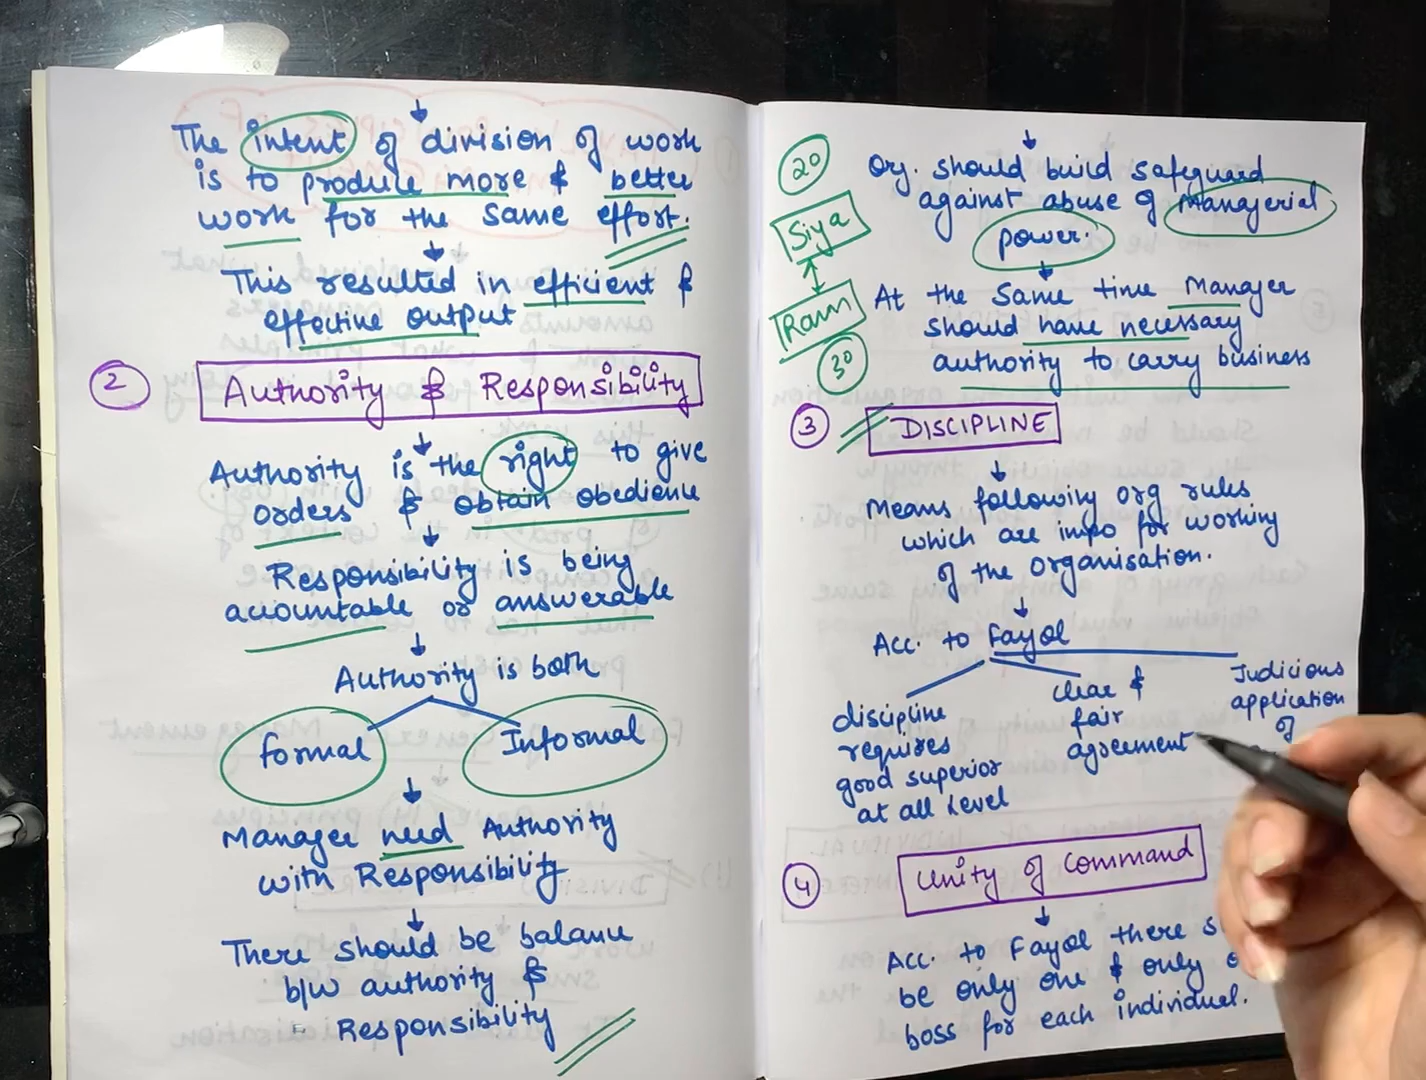 The intent of division of work
is to produce more & better
work for the same effort.
This resulted in efficient &
effective output
2 Authority & Responsibility
Authority is the right to give
orders & obtain obedience
Responsibility is being
accountable or answerable
Authority is both
formal Informal
Manager need Authority
with Responsibility
There should be balance
b/w authority &
Responsibility
20
Siya
Ram
30
Org. should build safeguard
against abuse of Managerial
power.
At the same time Manager
should have necessary
authority to carry business
3 DISCIPLINE
Means following org rules
which are impo for working
of the organisation.
Acc. to Fayol
discipline
requires
good superior
at all level
clear &
fair
agreement
Judicious
application
of
4 Unity of Command
Acc. to Fayol there
be only one & only
boss for each individual.